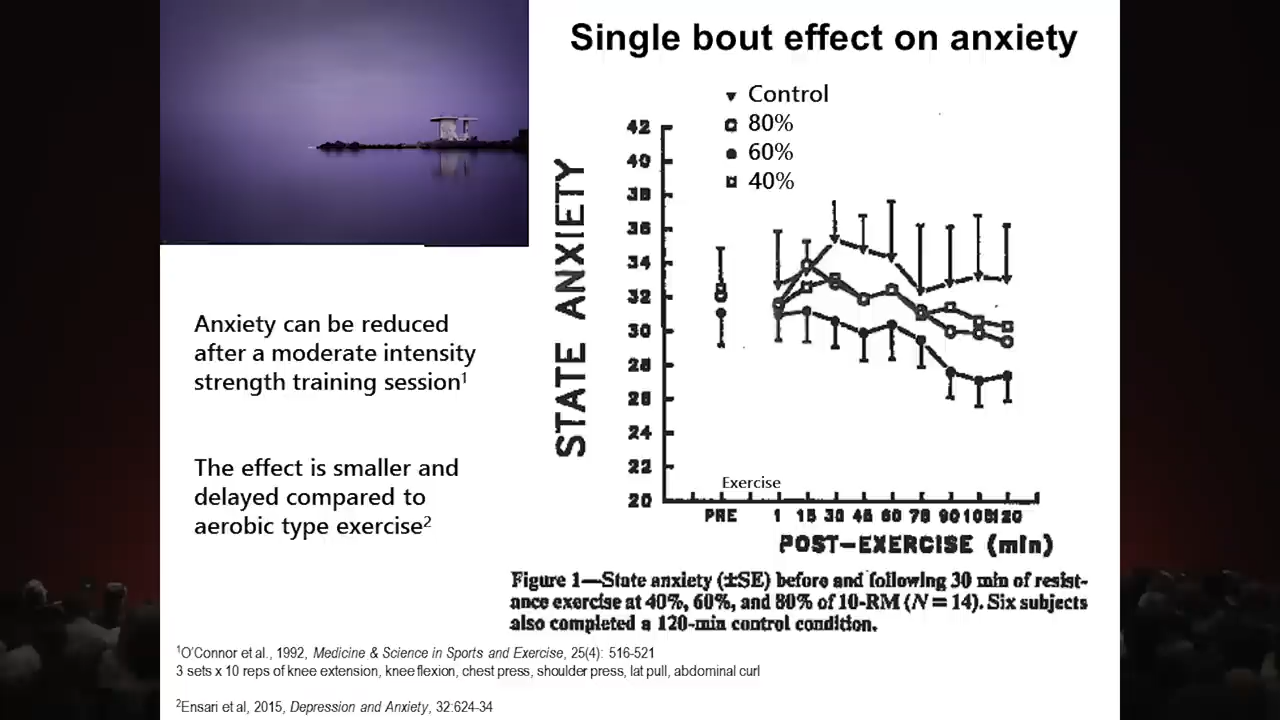 Single bout effect on anxiety
Control
80%
60%
40%
STATE ANXIETY
42
40
38
36
34
32
30
28
26
24
22
20
Exercise
PRE 1 15 30 45 60 75 90 105 120
POST-EXERCISE (min)
Figure 1—State anxiety (±SE) before and following 30 min of resist-
ance exercise at 40%, 60%, and 80% of 10-RM (N = 14). Six subjects
also completed a 120-min control condition.
Anxiety can be reduced
after a moderate intensity
strength training session1
The effect is smaller and
delayed compared to
aerobic type exercise2
1O'Connor et al., 1992, Medicine & Science in Sports and Exercise, 25(4): 516-521
3 sets x 10 reps of knee extension, knee flexion, chest press, shoulder press, lat pull, abdominal curl
2Ensari et al, 2015, Depression and Anxiety, 32:624-34